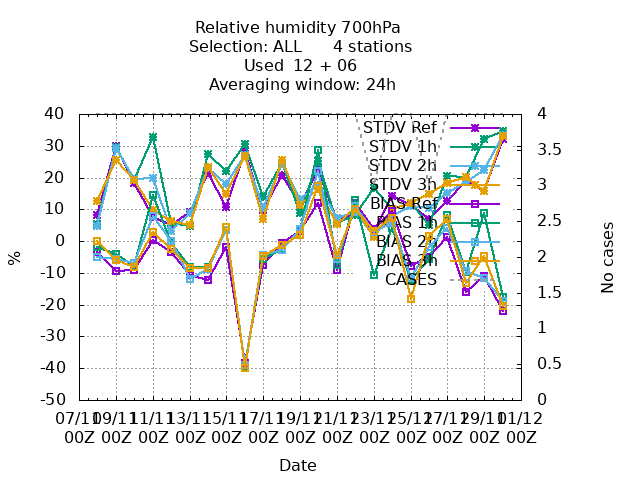 Relative humidity 700hPa
Selection: ALL 4 stations
Used 12 + 06
Averaging window: 24h
40 4
STDV Ref
STDV 1h
30 3.5
STDV 2h
STDV 3h
20 3
BIAS Ref
10 BIAS 1h 2.5
BIAS 2h
0 2
%
BIAS 3h
No cases
-10 CASES
-20 1.5
-30 1
0.5
-40
-50 0
07/11 09/11 11/11 13/11 15/11 17/11 19/11 21/11 23/11 25/11 27/11 29/11 01/12
00Z 00Z 00Z 00Z 00Z 00Z 00Z 00Z 00Z 00Z 00Z 00Z 00Z
Date